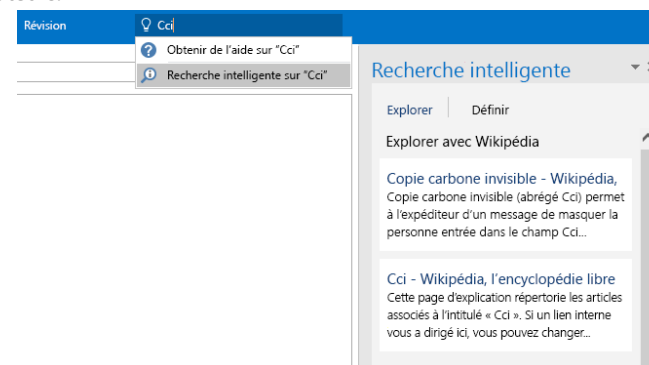 Révision
Cci
Obtenir de l'aide sur "Cci"
Recherche intelligente sur "Cci"
Recherche intelligente
Explorer
Définir
Explorer avec Wikipédia
Copie carbone invisible - Wikipédia,
Copie carbone invisible (abrégé Cci) permet
à l'expéditeur d'un message de masquer la
personne entrée dans le champ Cci...
Cci - Wikipédia, l'encyclopédie libre
Cette page d'explication répertorie les articles
associés à l'intitulé « Cci ». Si un lien interne
vous a dirigé ici, vous pouvez changer...